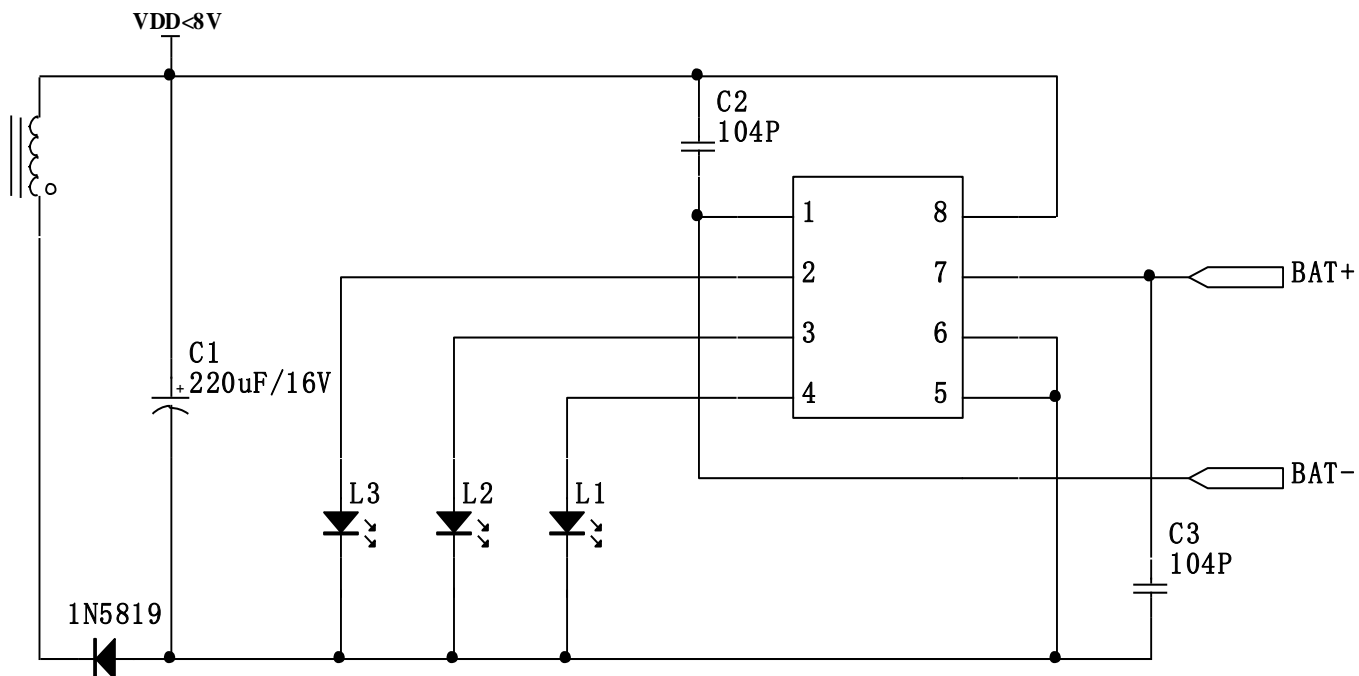 VDD<8V
C2
104P
1
8
2
7
BAT+
3
6
C1
+
220uF/16V
4
5
BAT-
L3
L2
L1
C3
104P
1N5819